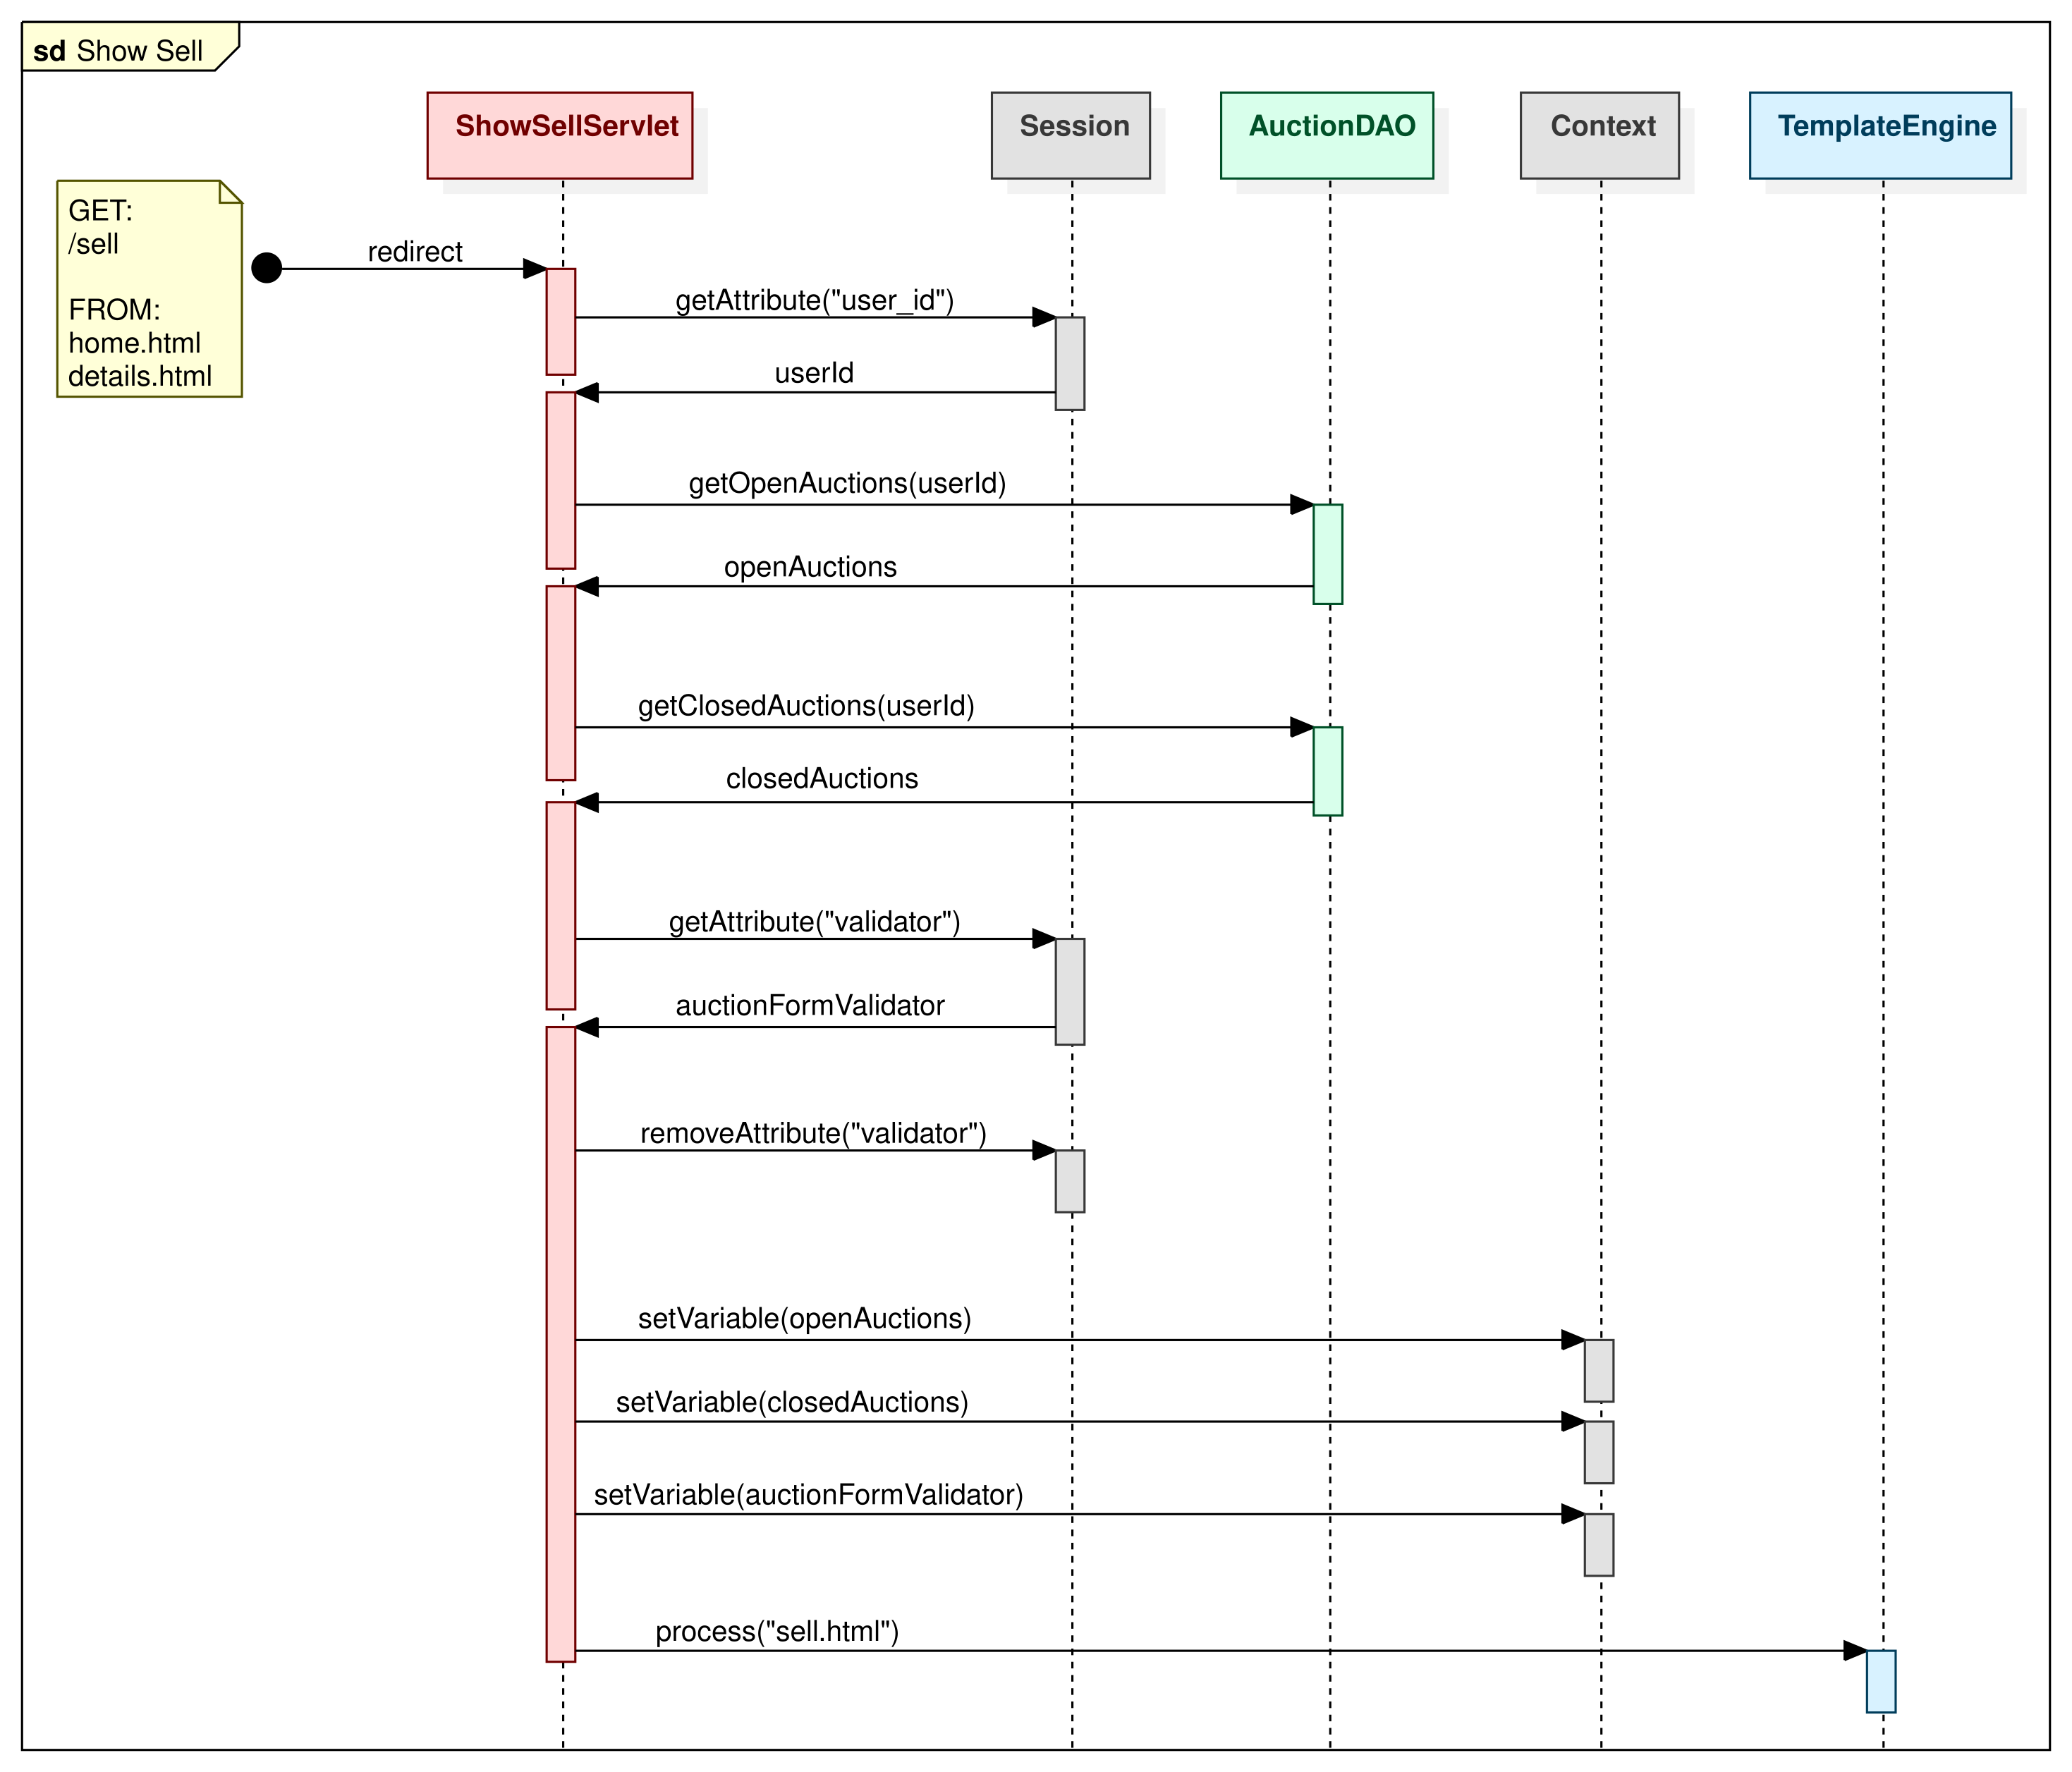 sd Show Sell
ShowSellServlet
Session
AuctionDAO
Context
TemplateEngine
GET:
/sell
FROM:
home.html
details.html
redirect
getAttribute("user_id")
userId
getOpenAuctions(userId)
openAuctions
getClosedAuctions(userId)
closedAuctions
getAttribute("validator")
auctionFormValidator
removeAttribute("validator")
setVariable(openAuctions)
setVariable(closedAuctions)
setVariable(auctionFormValidator)
process("sell.html")